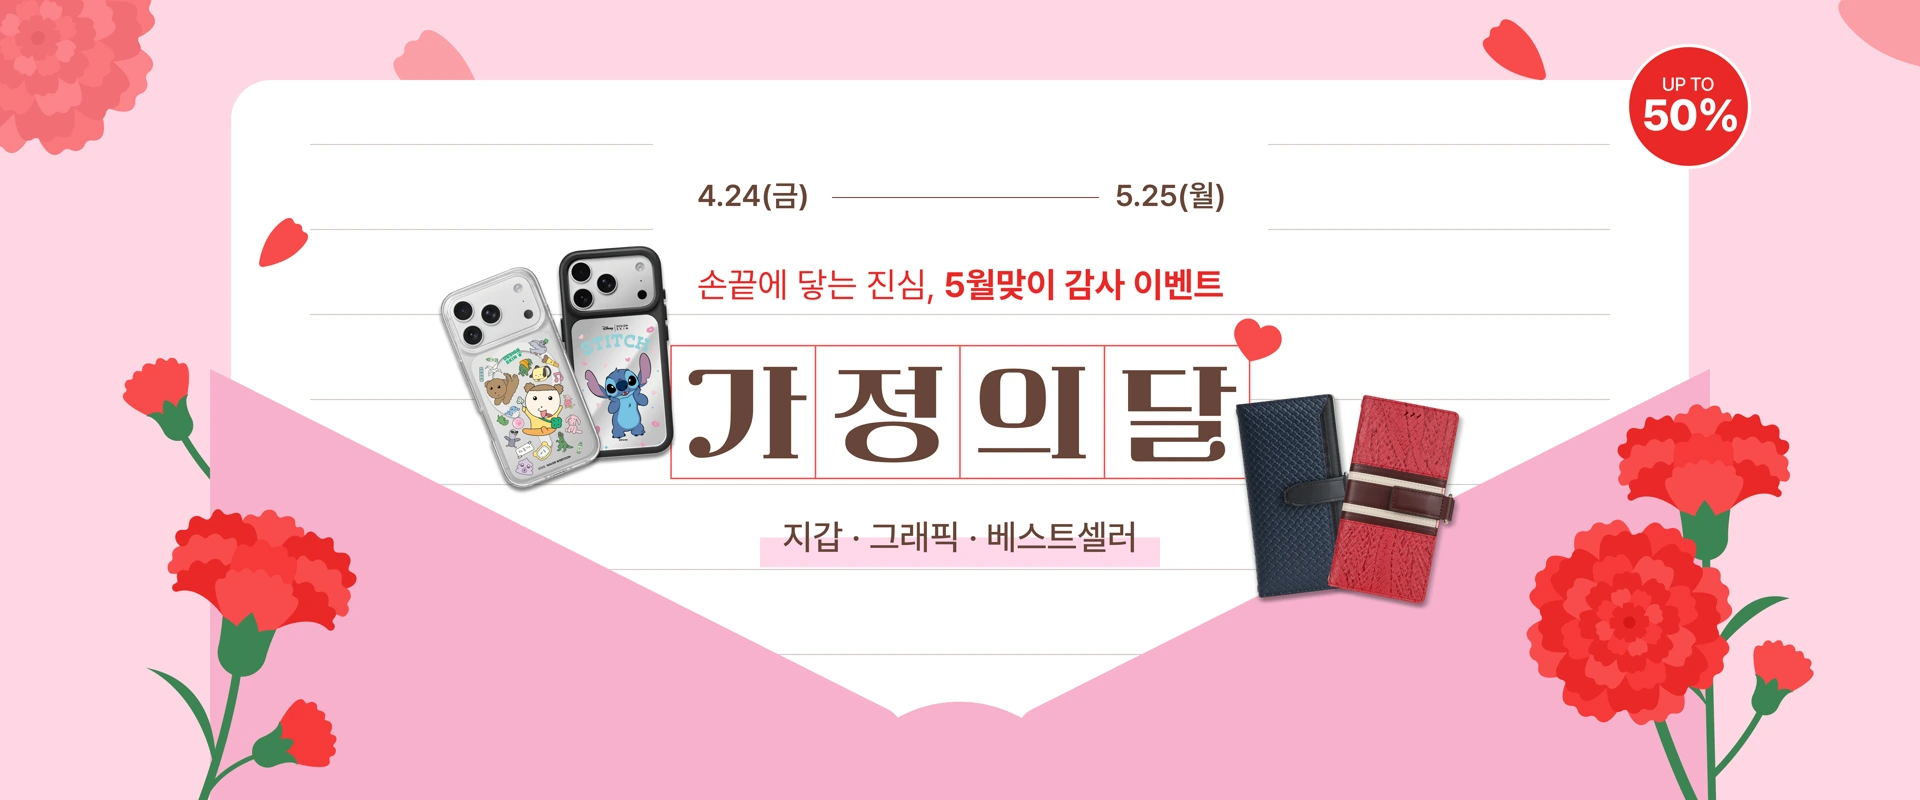 UP TO
50%
4.24(금) 5.25(월)
손끝에 닿는 진심, 5월맞이 감사 이벤트
가정의달
지갑 · 그래픽 · 베스트셀러
Disney
STITCH